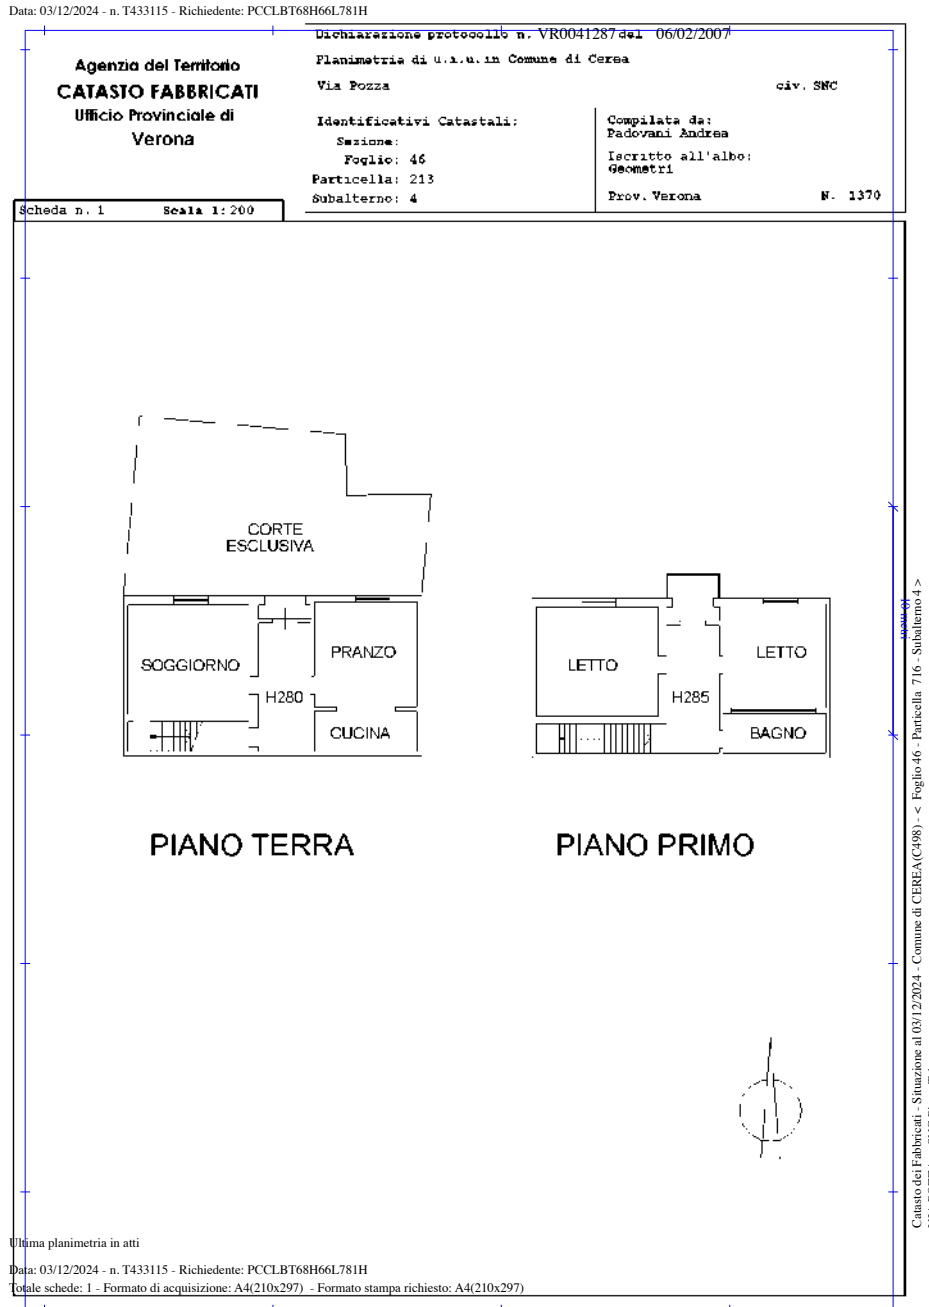 Data: 03/12/2024 - n. T433115 - Richiedente: PCCLBT68H66L781H
Agenzia del Territorio
CATASTO FABBRICATI
Ufficio Provinciale di
Verona
Dichiarazione protocollo n. VR0041287 del 06/02/2007
Planimetria di u.i.u. in Comune di Cerea
Via Pozza civ. SNC
Identificativi Catastali:
Sezione:
Foglio: 46
Particella: 213
Subalterno: 4
Compilata da:
Padovani Andrea
Iscritto all'albo:
Geometri
Prov. Verona N. 1370
Scheda n. 1 Scala 1:200
CORTE
ESCLUSIVA
SOGGIORNO
PRANZO
H280
CUCINA
LETTO
LETTO
H285
BAGNO
PIANO TERRA
PIANO PRIMO
10 metri
Catasto dei Fabbricati - Situazione al 03/12/2024 - Comune di CEREA(C498) - < Foglio 46 - Particella 716 - Subalterno 4 >
Ultima planimetria in atti
Data: 03/12/2024 - n. T433115 - Richiedente: PCCLBT68H66L781H
Totale schede: 1 - Formato di acquisizione: A4(210x297) - Formato stampa richiesto: A4(210x297)